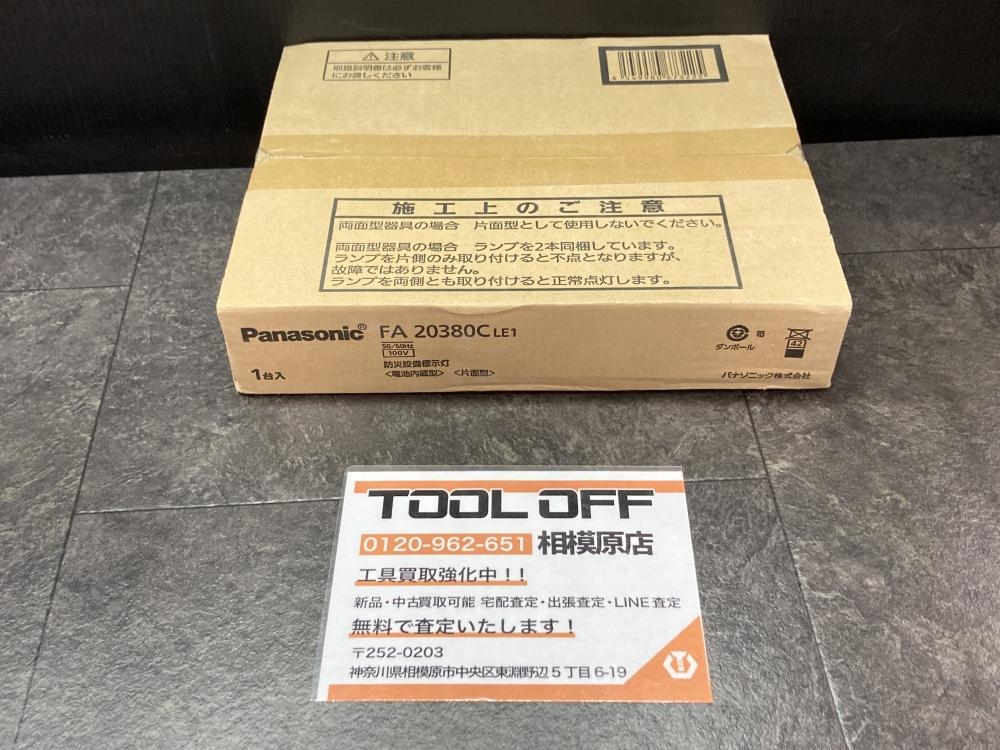 ⚠ 注意
取扱説明書は必ずお客様
にお渡しください
施工上のご注意
両面型器具の場合 片面型として使用しないでください。
両面型器具の場合 ランプを2本同梱しています。
ランプを片側のみ取り付けると不点となりますが、
故障ではありません。
ランプを両側とも取り付けると正常点灯します。
Panasonic® FA 20380C LE1
50/60Hz
100V
防災設備標示灯
<電池内蔵型> <片面型>
1台入
箱
ダンボール
42
パナソニック株式会社
TOOL OFF
0120-962-651 相模原店
工具買取強化中!!
新品・中古買取可能 宅配査定・出張査定・LINE査定
無料で査定いたします!
〒252-0203
神奈川県相模原市中央区東淵野辺5丁目6-19